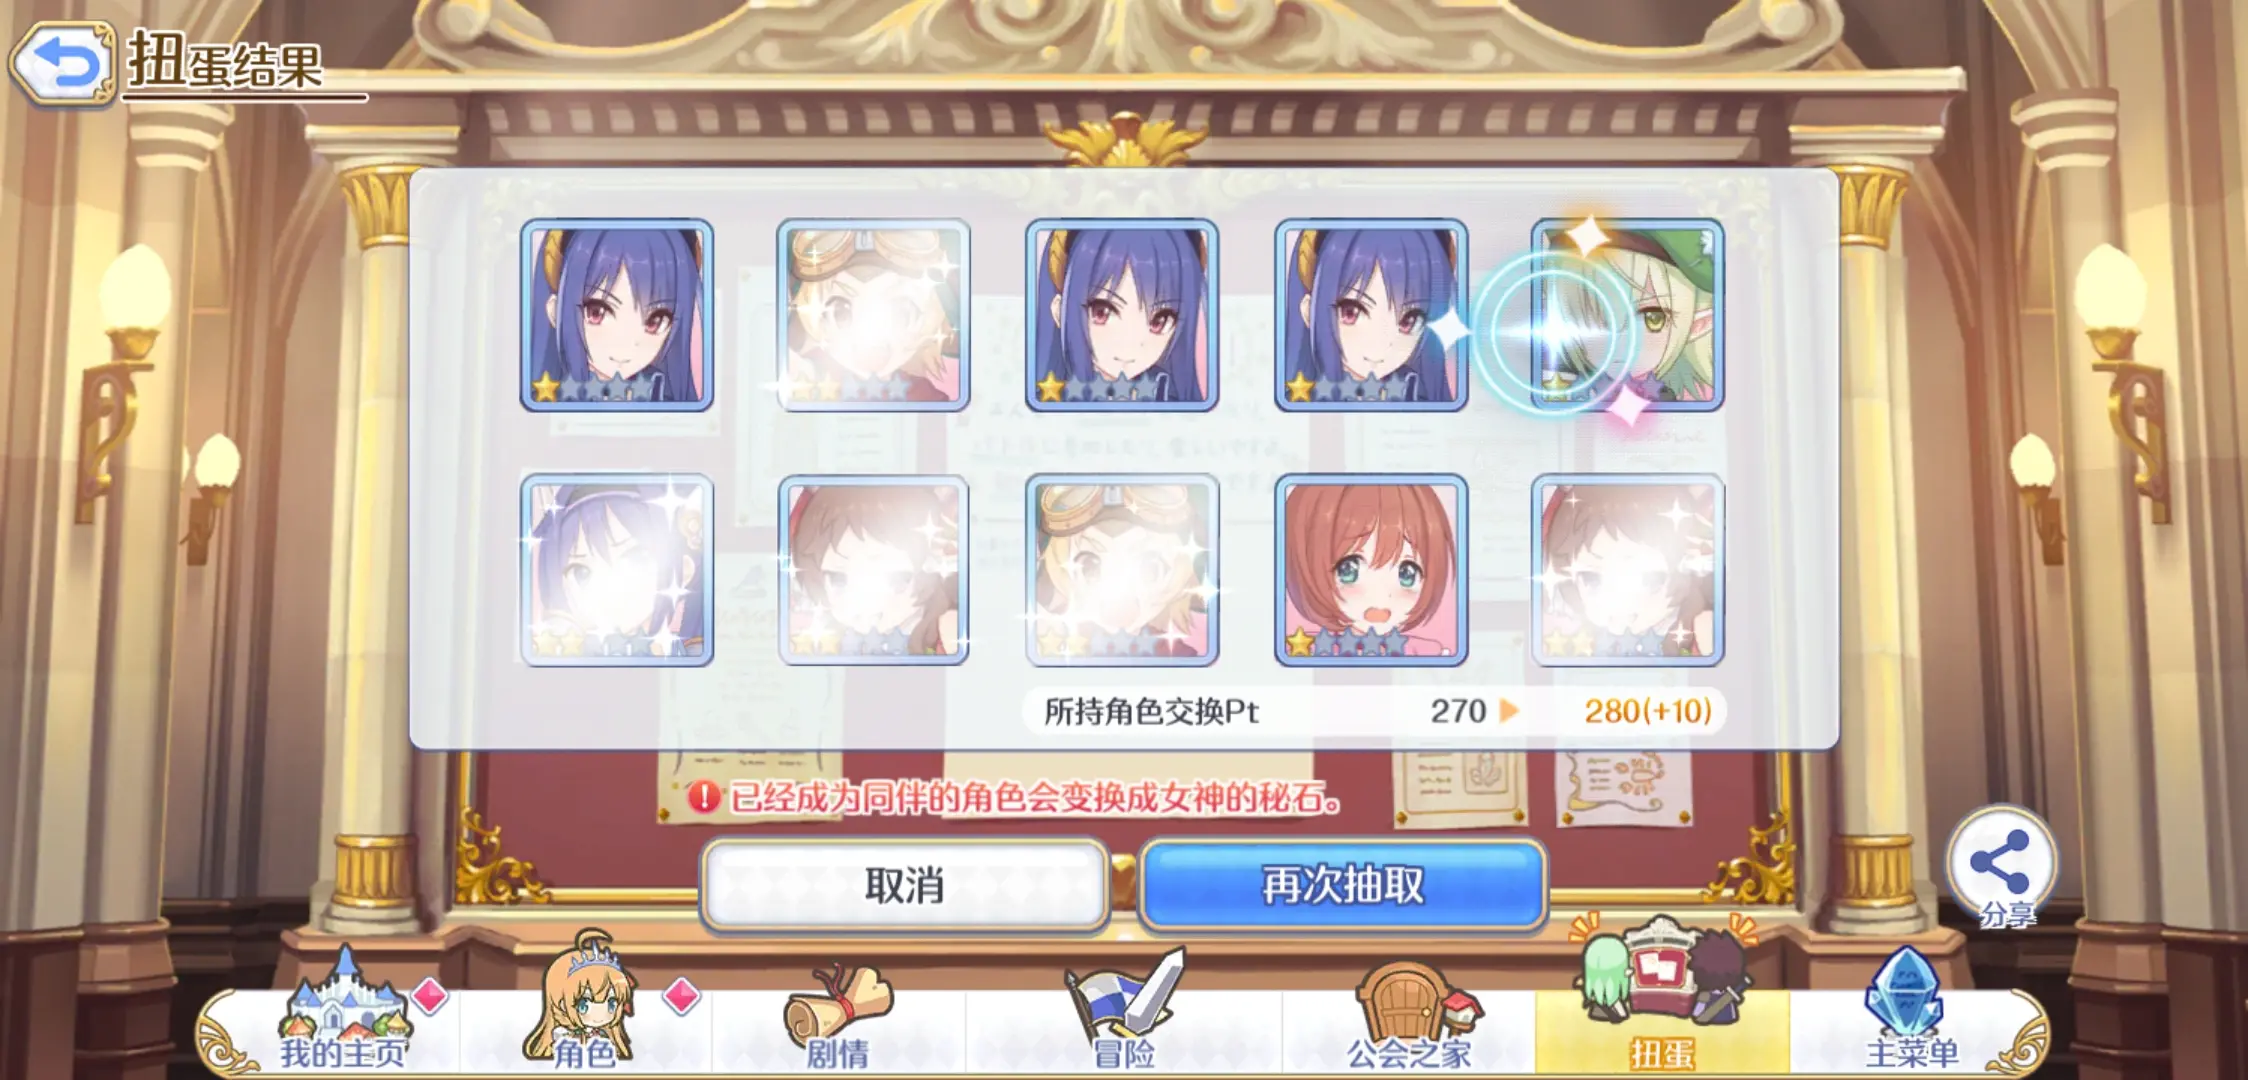 扭蛋结果
所持角色交换Pt 270 280(+10)
已经成为同伴的角色会变换成女神的秘石。
取消
再次抽取
分享
我的主页
角色
剧情
冒险
公会之家
扭蛋
主菜单